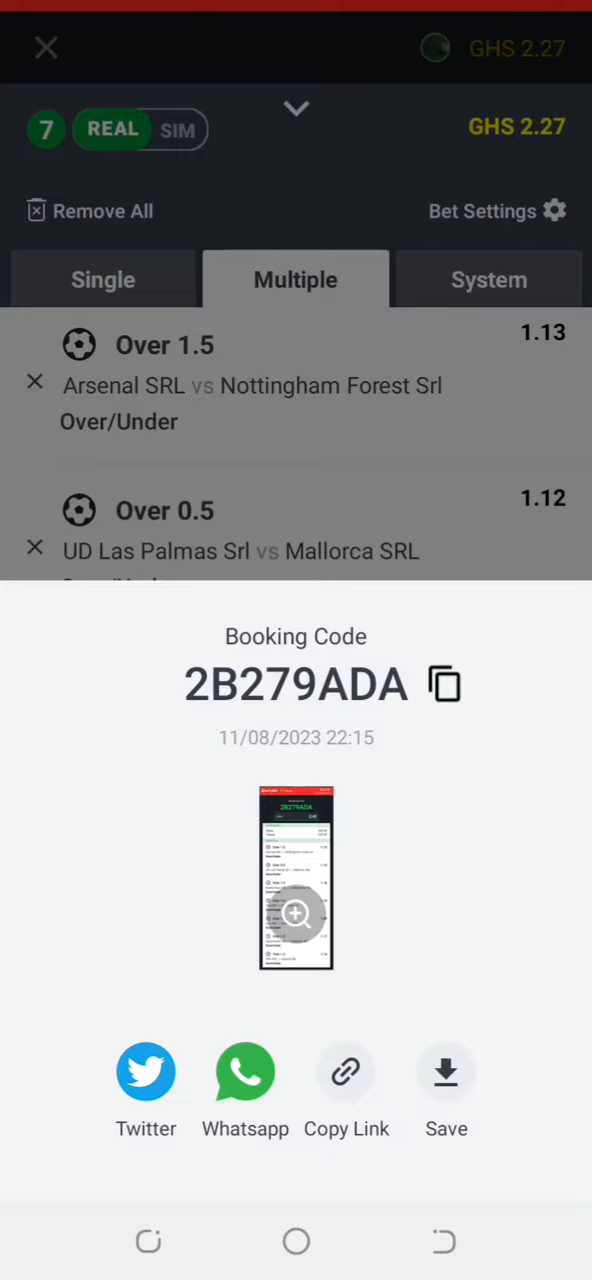 GHS 2.27
7 REAL SIM GHS 2.27
Remove All Bet Settings
Single Multiple System
Over 1.5 1.13
Arsenal SRL vs Nottingham Forest Srl
Over/Under
Over 0.5 1.12
UD Las Palmas Srl vs Mallorca SRL
Booking Code
2B279ADA
11/08/2023 22:15
2B279ADA
Twitter Whatsapp Copy Link Save